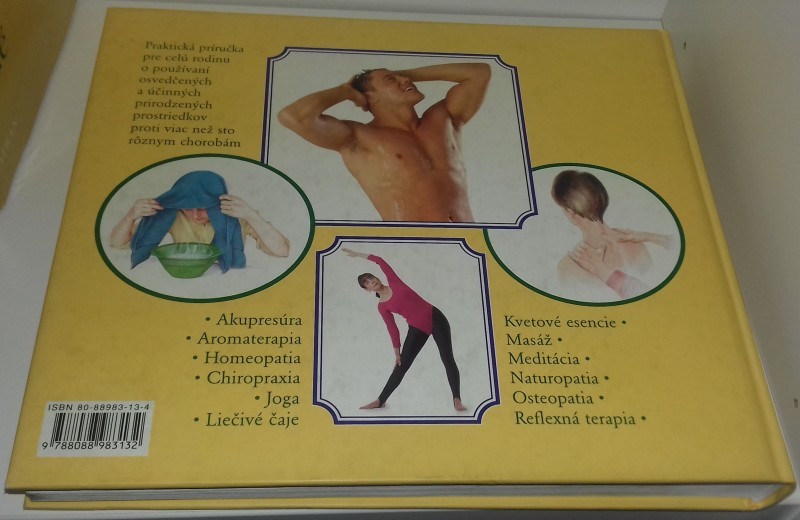 Praktická príručka
pre celú rodinu
o používaní
osvedčených
a účinných
prirodzených
prostriedkov
proti viac než sto
rôznym chorobám
• Akupresúra
• Aromaterapia
• Homeopatia
• Chiropraxia
• Joga
• Liečivé čaje
Kvetové esencie •
Masáž •
Meditácia •
Naturopatia •
Osteopatia •
Reflexná terapia •
ISBN 80-88983-13-4
9 788088 983132